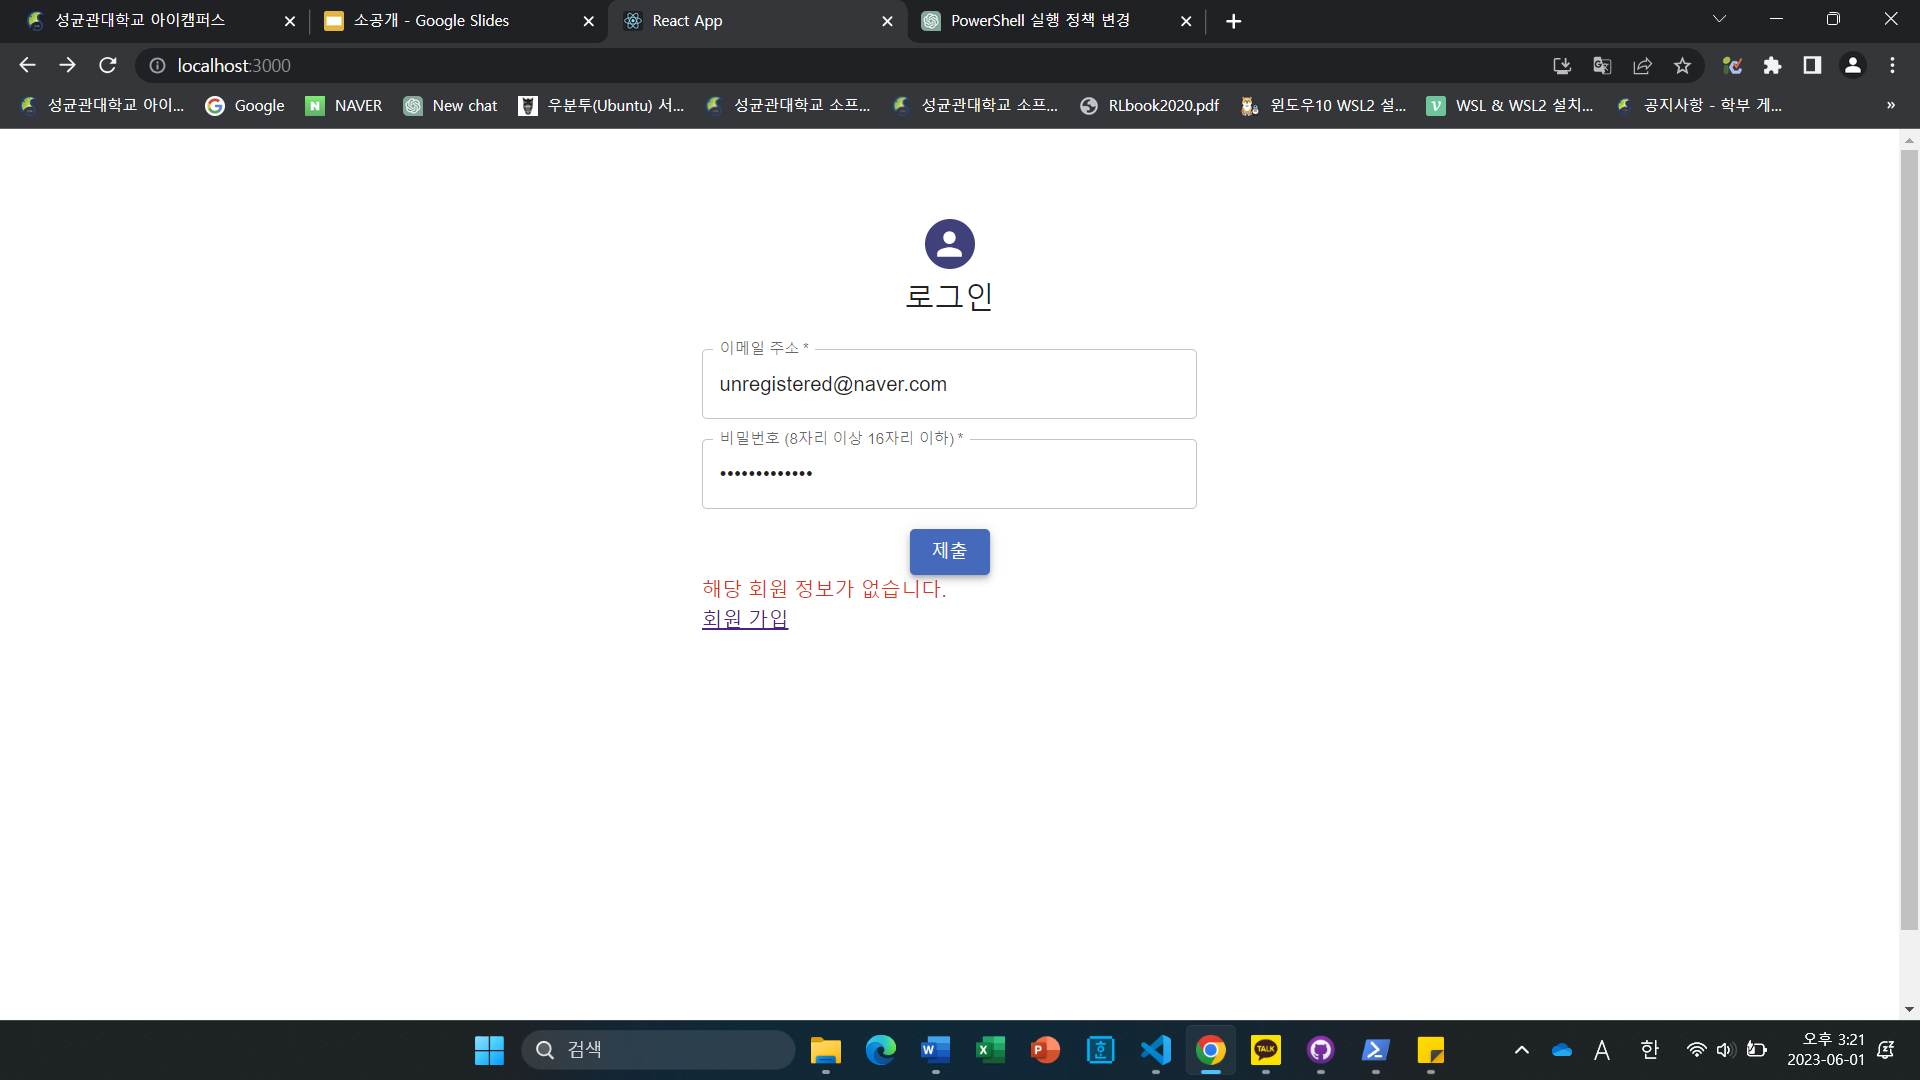 성균관대학교 아이캠퍼스
소공개 - Google Slides
React App
PowerShell 실행 정책 변경
localhost:3000
성균관대학교 아이...
Google
NAVER
New chat
우분투(Ubuntu) 서...
성균관대학교 소프...
성균관대학교 소프...
RLbook2020.pdf
윈도우10 WSL2 설...
WSL & WSL2 설치...
공지사항 - 학부 게...
»
로그인
이메일 주소 *
unregistered@naver.com
비밀번호 (8자리 이상 16자리 이하) *
•••••••••••••
제출
해당 회원 정보가 없습니다.
회원 가입
검색
TALK
A
한
오후 3:21
2023-06-01